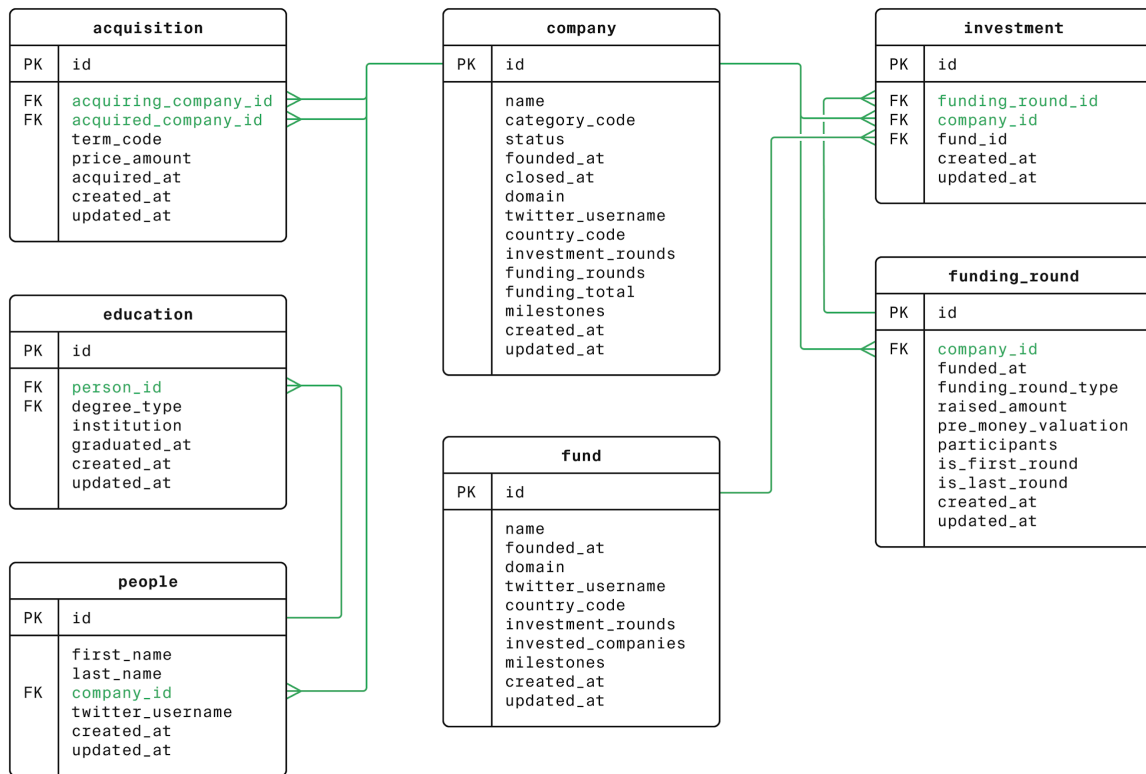 acquisition
PK id
FK acquiring_company_id
FK acquired_company_id
term_code
price_amount
acquired_at
created_at
updated_at
education
PK id
FK person_id
FK degree_type
institution
graduated_at
created_at
updated_at
people
PK id
first_name
last_name
FK company_id
twitter_username
created_at
updated_at
company
PK id
name
category_code
status
founded_at
closed_at
domain
twitter_username
country_code
investment_rounds
funding_rounds
funding_total
milestones
created_at
updated_at
fund
PK id
name
founded_at
domain
twitter_username
country_code
investment_rounds
invested_companies
milestones
created_at
updated_at
investment
PK id
FK funding_round_id
FK company_id
FK fund_id
created_at
updated_at
funding_round
PK id
FK company_id
funded_at
funding_round_type
raised_amount
pre_money_valuation
participants
is_first_round
is_last_round
created_at
updated_at